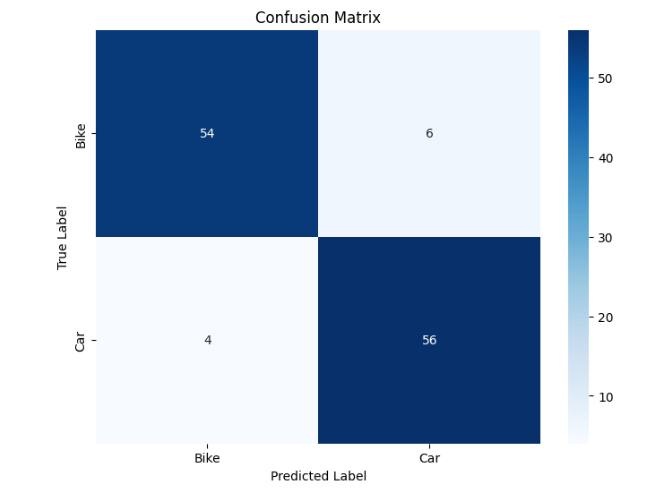 Confusion Matrix
True Label
Bike
54
6
Car
4
56
Bike
Car
Predicted Label
50
40
30
20
10